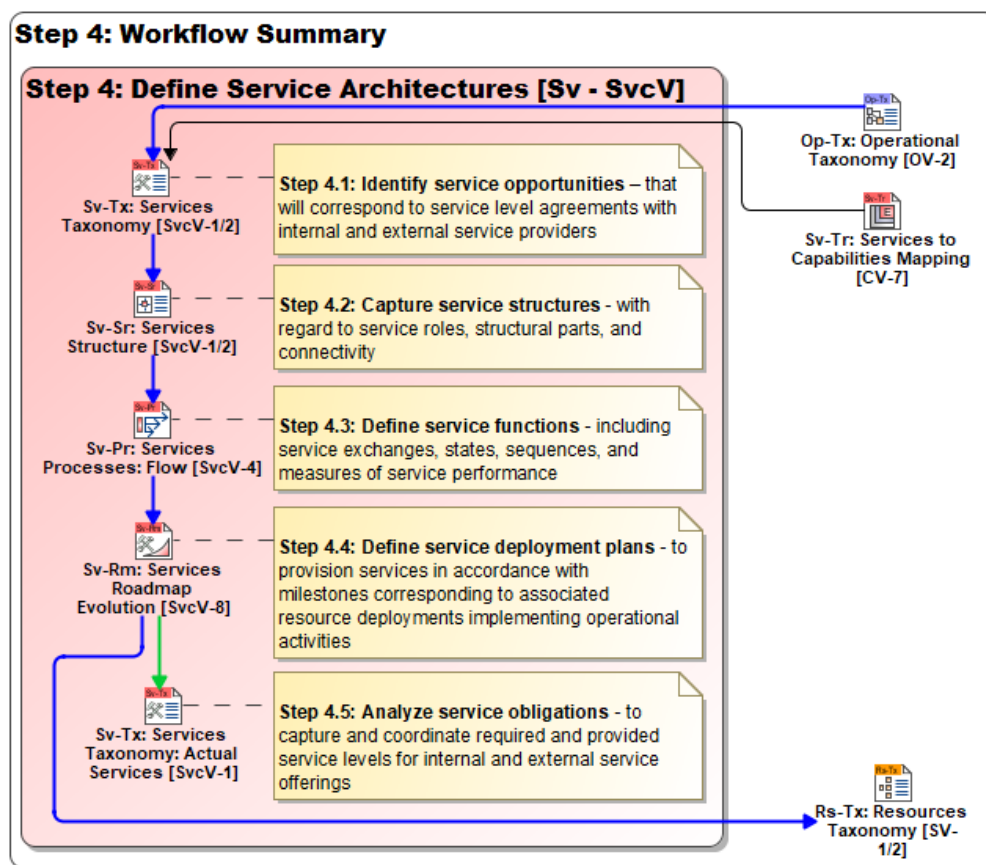 Step 4: Workflow Summary
Step 4: Define Service Architectures [Sv - SvcV]
Op-Tx
Op-Tx: Operational
Taxonomy [OV-2]
Sv-Tr
Sv-Tr: Services to
Capabilities Mapping
[CV-7]
Sv-Tx
Sv-Tx: Services
Taxonomy [SvcV-1/2]
Step 4.1: Identify service opportunities – that
will correspond to service level agreements with
internal and external service providers
Sv-Sr
Sv-Sr: Services
Structure [SvcV-1/2]
Step 4.2: Capture service structures - with
regard to service roles, structural parts, and
connectivity
Sv-Pr
Sv-Pr: Services
Processes: Flow [SvcV-4]
Step 4.3: Define service functions - including
service exchanges, states, sequences, and
measures of service performance
Sv-Rm
Sv-Rm: Services
Roadmap
Evolution [SvcV-8]
Step 4.4: Define service deployment plans - to
provision services in accordance with
milestones corresponding to associated
resource deployments implementing operational
activities
Sv-Tx
Sv-Tx: Services
Taxonomy: Actual
Services [SvcV-1]
Step 4.5: Analyze service obligations - to
capture and coordinate required and provided
service levels for internal and external service
offerings
Rs-Tx
Rs-Tx: Resources
Taxonomy [SV-
1/2]